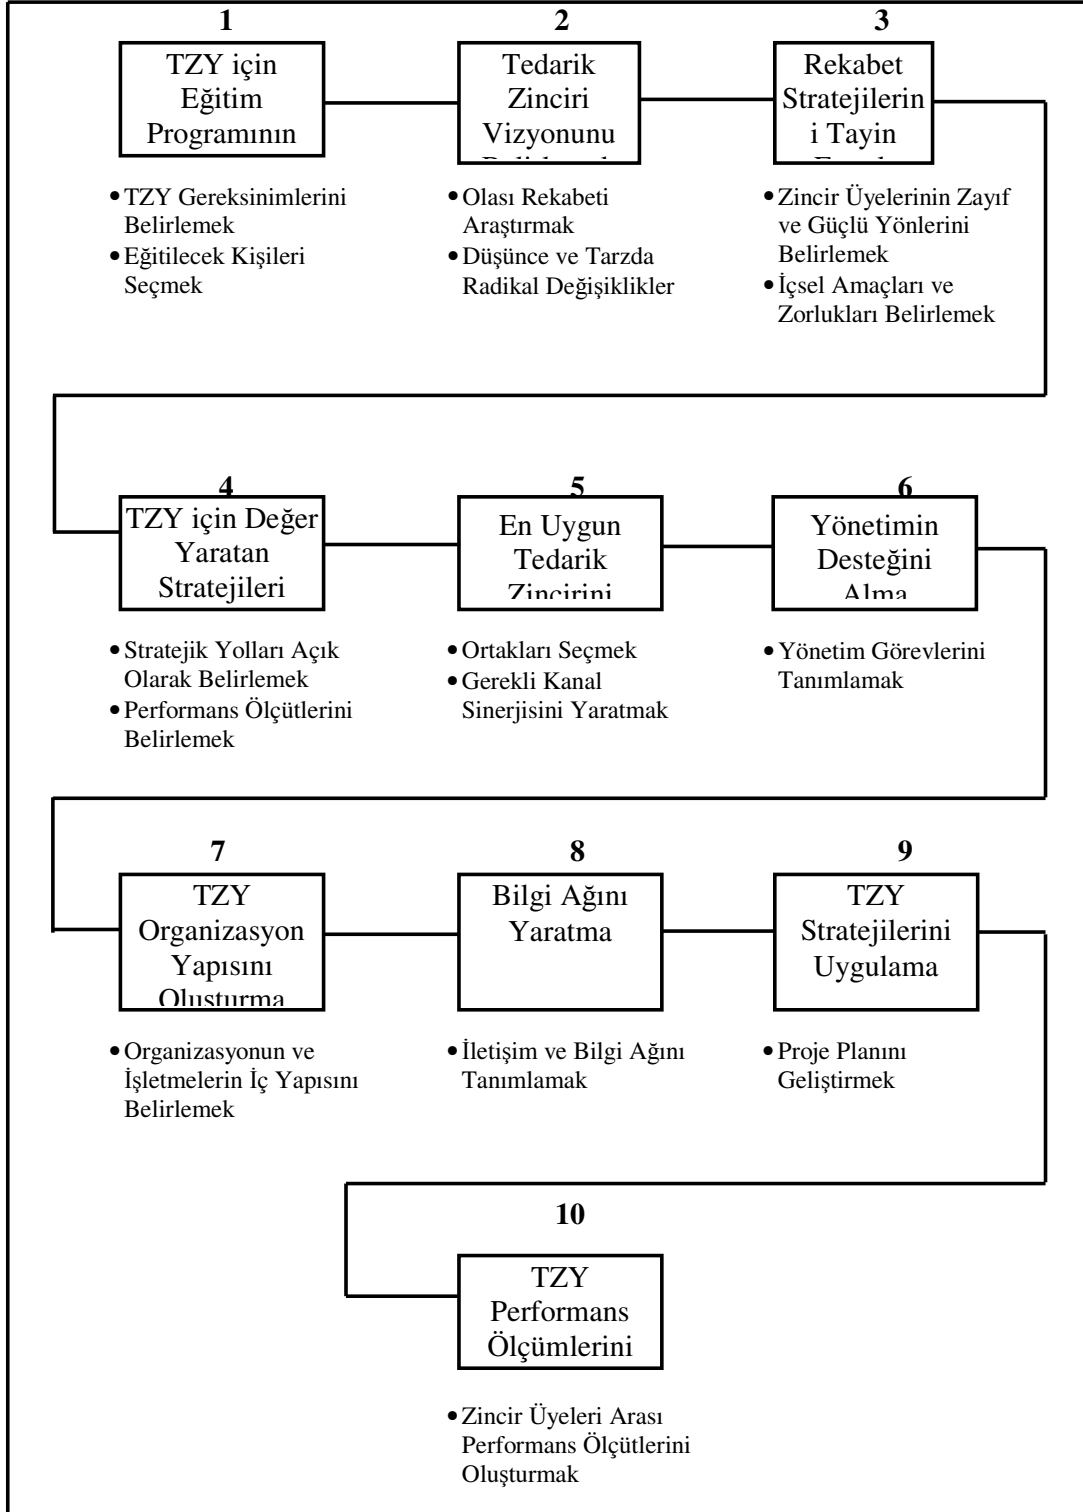 1
TZY için
Eğitim
Programının
• TZY Gereksinimlerini
Belirlemek
• Eğitilecek Kişileri
Seçmek
2
Tedarik
Zinciri
Vizyonunu
• Olası Rekabeti
Araştırmak
• Düşünce ve Tarzda
Radikal Değişiklikler
3
Rekabet
Stratejilerin
i Tayin
• Zincir Üyelerinin Zayıf
ve Güçlü Yönlerini
Belirlemek
• İçsel Amaçları ve
Zorlukları Belirlemek
4
TZY için Değer
Yaratan
Stratejileri
• Stratejik Yolları Açık
Olarak Belirlemek
• Performans Ölçütlerini
Belirlemek
5
En Uygun
Tedarik
Zincirini
• Ortakları Seçmek
• Gerekli Kanal
Sinerjisini Yaratmak
6
Yönetimin
Desteğini
Alma
• Yönetim Görevlerini
Tanımlamak
7
TZY
Organizasyon
Yapısını
Oluşturma
• Organizasyonun ve
İşletmelerin İç Yapısını
Belirlemek
8
Bilgi Ağını
Yaratma
• İletişim ve Bilgi Ağını
Tanımlamak
9
TZY
Stratejilerini
Uygulama
• Proje Planını
Geliştirmek
10
TZY
Performans
Ölçümlerini
• Zincir Üyeleri Arası
Performans Ölçütlerini
Oluşturmak